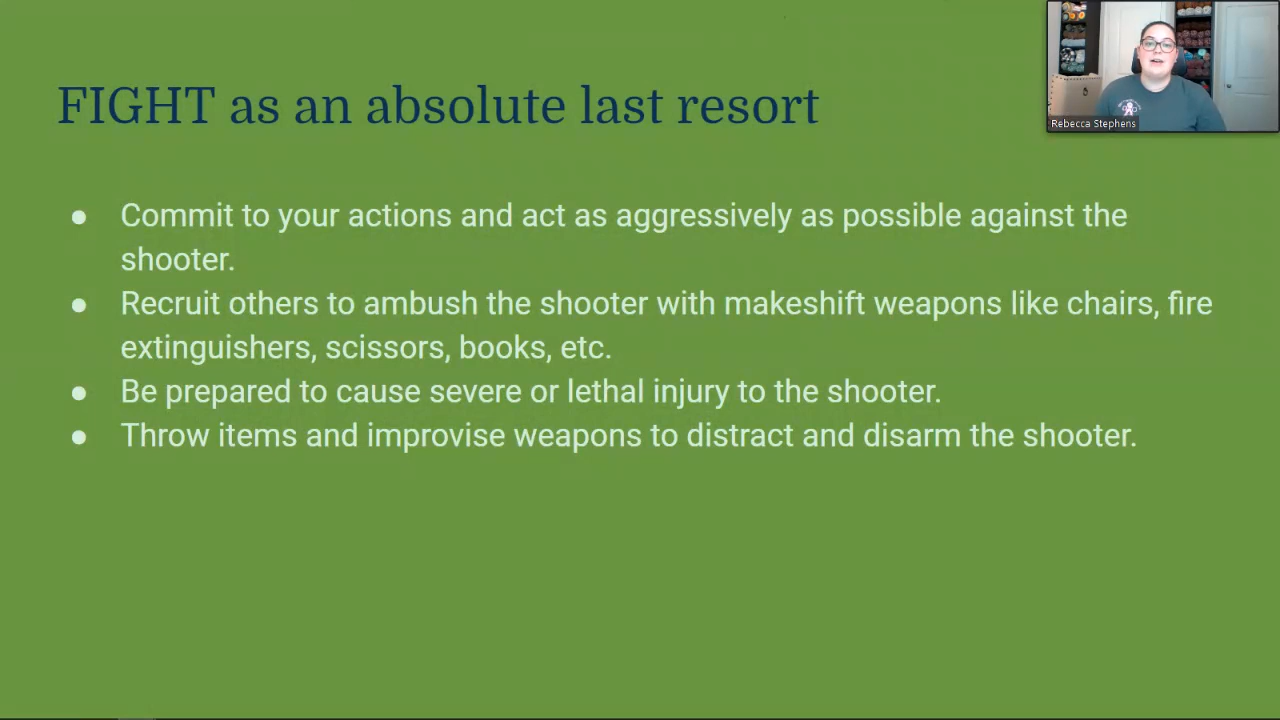 FIGHT as an absolute last resort
Rebecca Stephens
● Commit to your actions and act as aggressively as possible against the
shooter.
● Recruit others to ambush the shooter with makeshift weapons like chairs, fire
extinguishers, scissors, books, etc.
● Be prepared to cause severe or lethal injury to the shooter.
● Throw items and improvise weapons to distract and disarm the shooter.